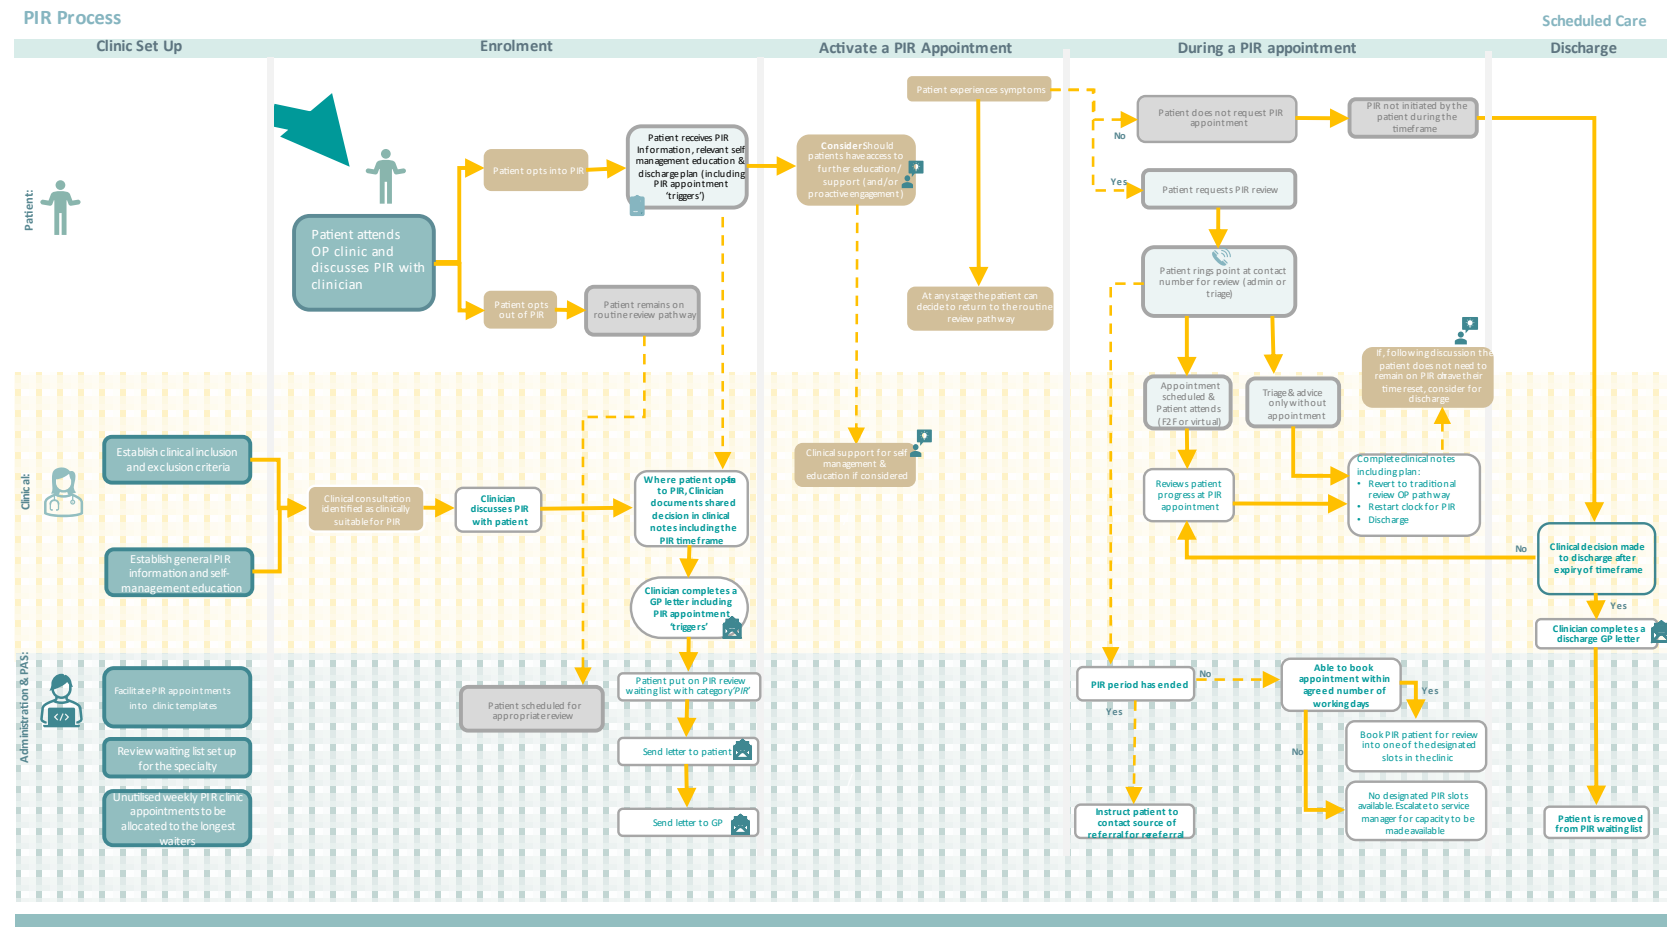 PIR Process
Scheduled Care
Clinic Set Up
Enrolment
Activate a PIR Appointment
During a PIR appointment
Discharge
Patient:
Patient attends
OP clinic and
discusses PIR with
clinician
Patient opts into PIR
Patient opts
out of PIR
Patient receives PIR
Information, relevant self
management education &
discharge plan (including
PIR appointment
'triggers')
Patient remains on
routine review pathway
Consider Should
patients have access to
further education/
support (and/or
proactive engagement)
Patient experiences symptoms
At any stage the patient can
decide to return to the routine
review pathway
No
Yes
Patient does not request PIR
appointment
PIR not initiated by the
patient during the
timeframe
Patient requests PIR review
Patient rings point at contact
number for review (admin or
triage)
If, following discussion the
patient does not need to
remain on PIR or have their
time reset, consider for
discharge
Clinical:
Establish clinical inclusion
and exclusion criteria
Establish general PIR
information and self-
management education
Clinical consultation
identified as clinically
suitable for PIR
Clinician
discusses PIR
with patient
Where patient opts-in
to PIR, Clinician
documents shared
decision in clinical
notes including the
PIR timeframe
Clinician completes a
GP letter including
PIR appointment
'triggers'
Clinical support for self
management &
education if considered
Appointment
scheduled &
Patient attends
(F2F or virtual)
Triage & advice
only without
appointment
Reviews patient
progress at PIR
appointment
Complete clinical notes
including plan:
• Revert to traditional
review OP pathway
• Restart clock for PIR
• Discharge
No
Clinical decision made
to discharge after
expiry of timeframe
Yes
Clinician completes a
discharge GP letter
Administration & PAS:
Facilitate PIR appointments
into clinic templates
Review waiting list set up
for the specialty
Unutilised weekly PIR clinic
appointments to be
allocated to the longest
waiters
Patient scheduled for
appropriate review
Patient put on PIR review
waiting list with category 'PIR'
Send letter to patient
Send letter to GP
PIR period has ended
No
Yes
Instruct patient to
contact source of
referral for re-referral
Able to book
appointment within
agreed number of
working days
Yes
No
Book PIR patient for review
into one of the designated
slots in the clinic
No designated PIR slots
available. Escalate to service
manager for capacity to be
made available
Patient is removed
from PIR waiting list